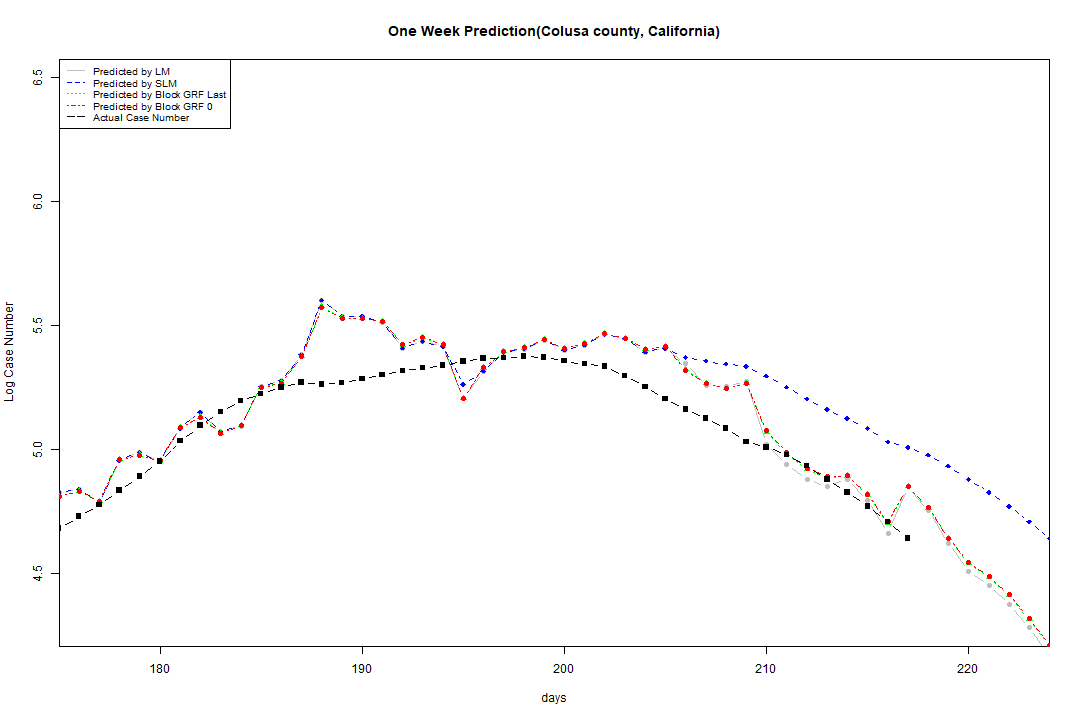 One Week Prediction(Colusa county, California)
Predicted by LM
Predicted by SLM
Predicted by Block GRF Last
Predicted by Block GRF 0
Actual Case Number
6.5
6.0
5.5
5.0
4.5
Log Case Number
180 190 200 210 220
days